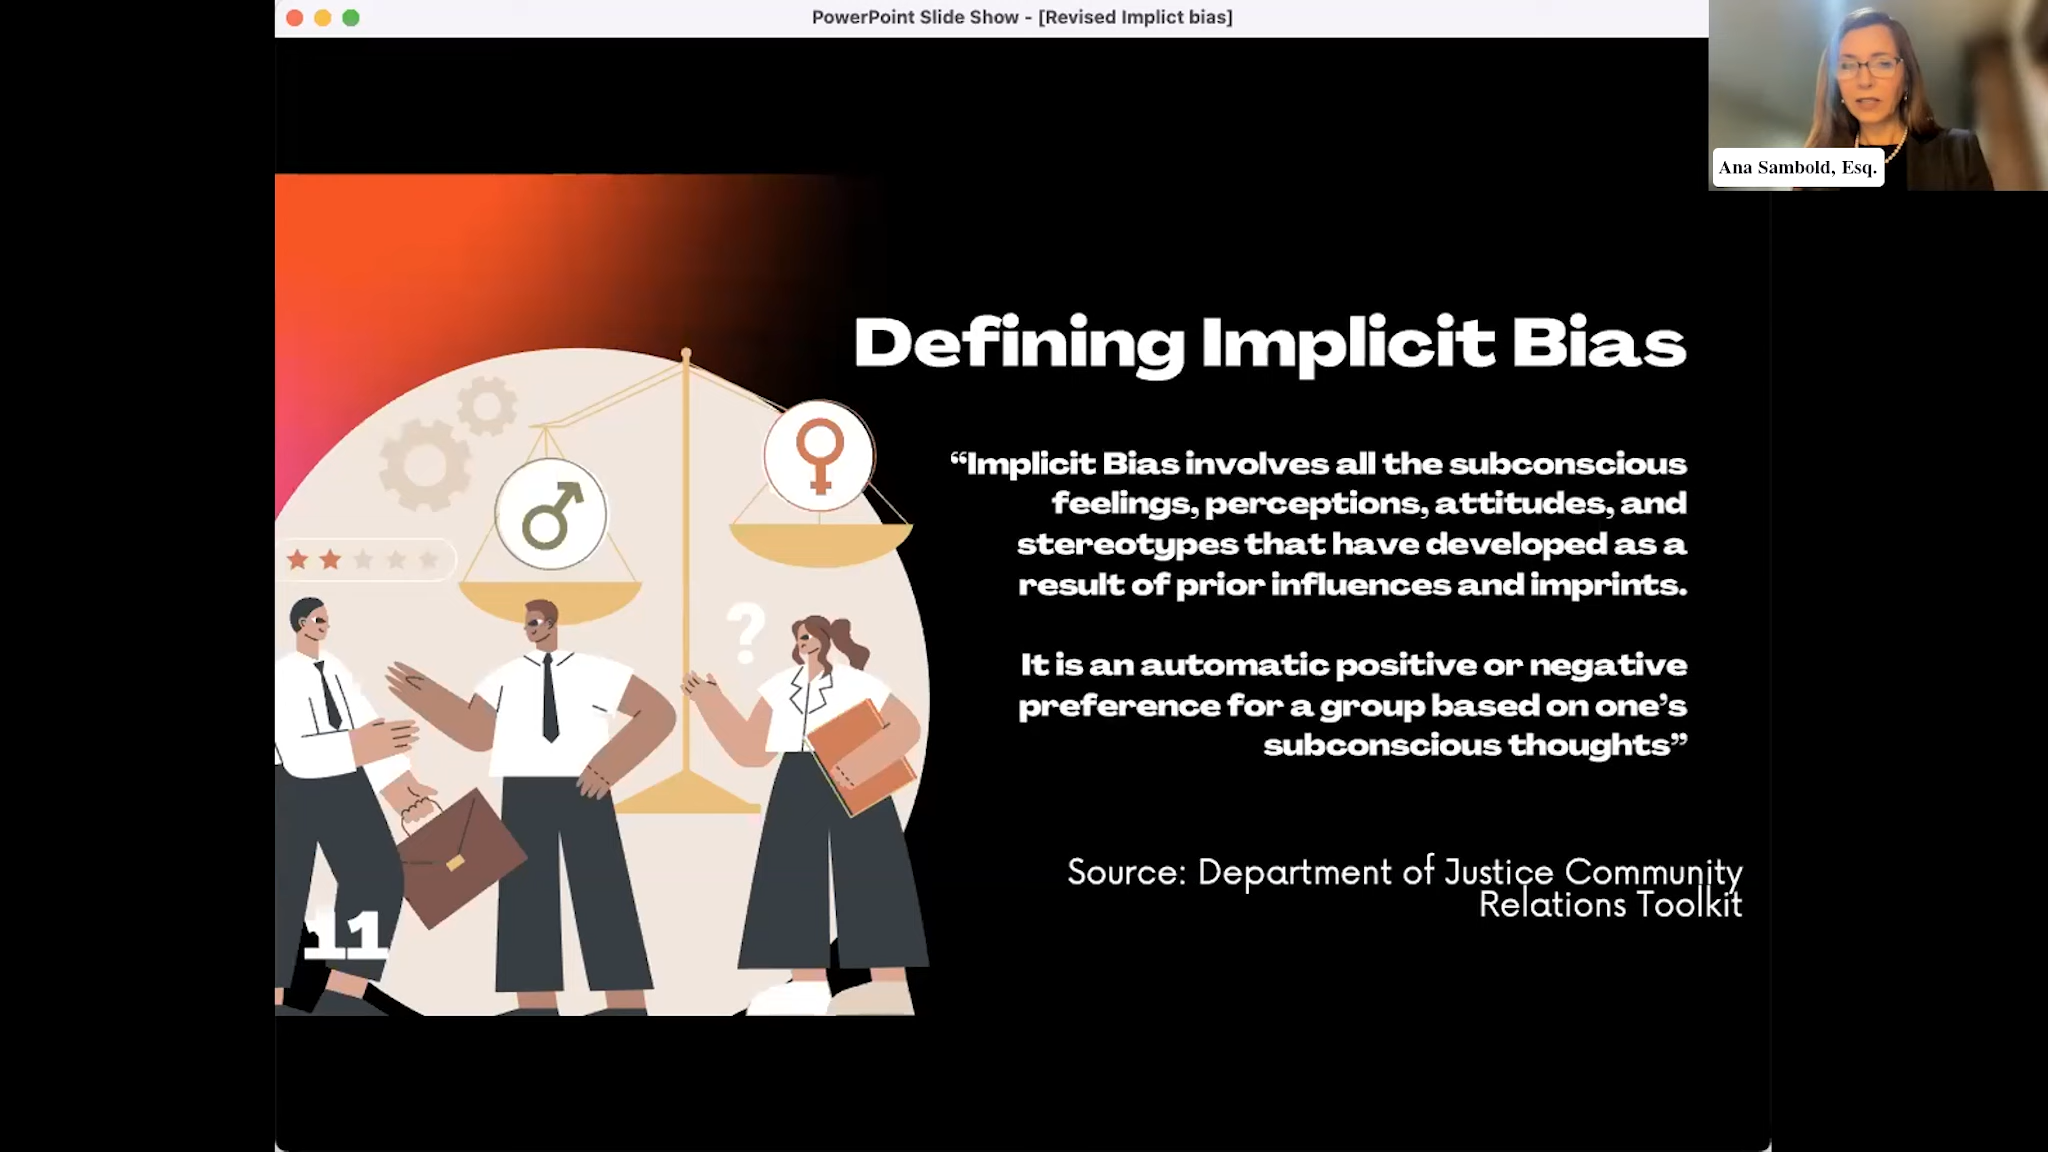 PowerPoint Slide Show - [Revised Implict bias]
Ana Sambold, Esq.
Defining Implicit Bias
“Implicit Bias involves all the subconscious
feelings, perceptions, attitudes, and
stereotypes that have developed as a
result of prior influences and imprints.
It is an automatic positive or negative
preference for a group based on one’s
subconscious thoughts”
Source: Department of Justice Community
Relations Toolkit
?
11